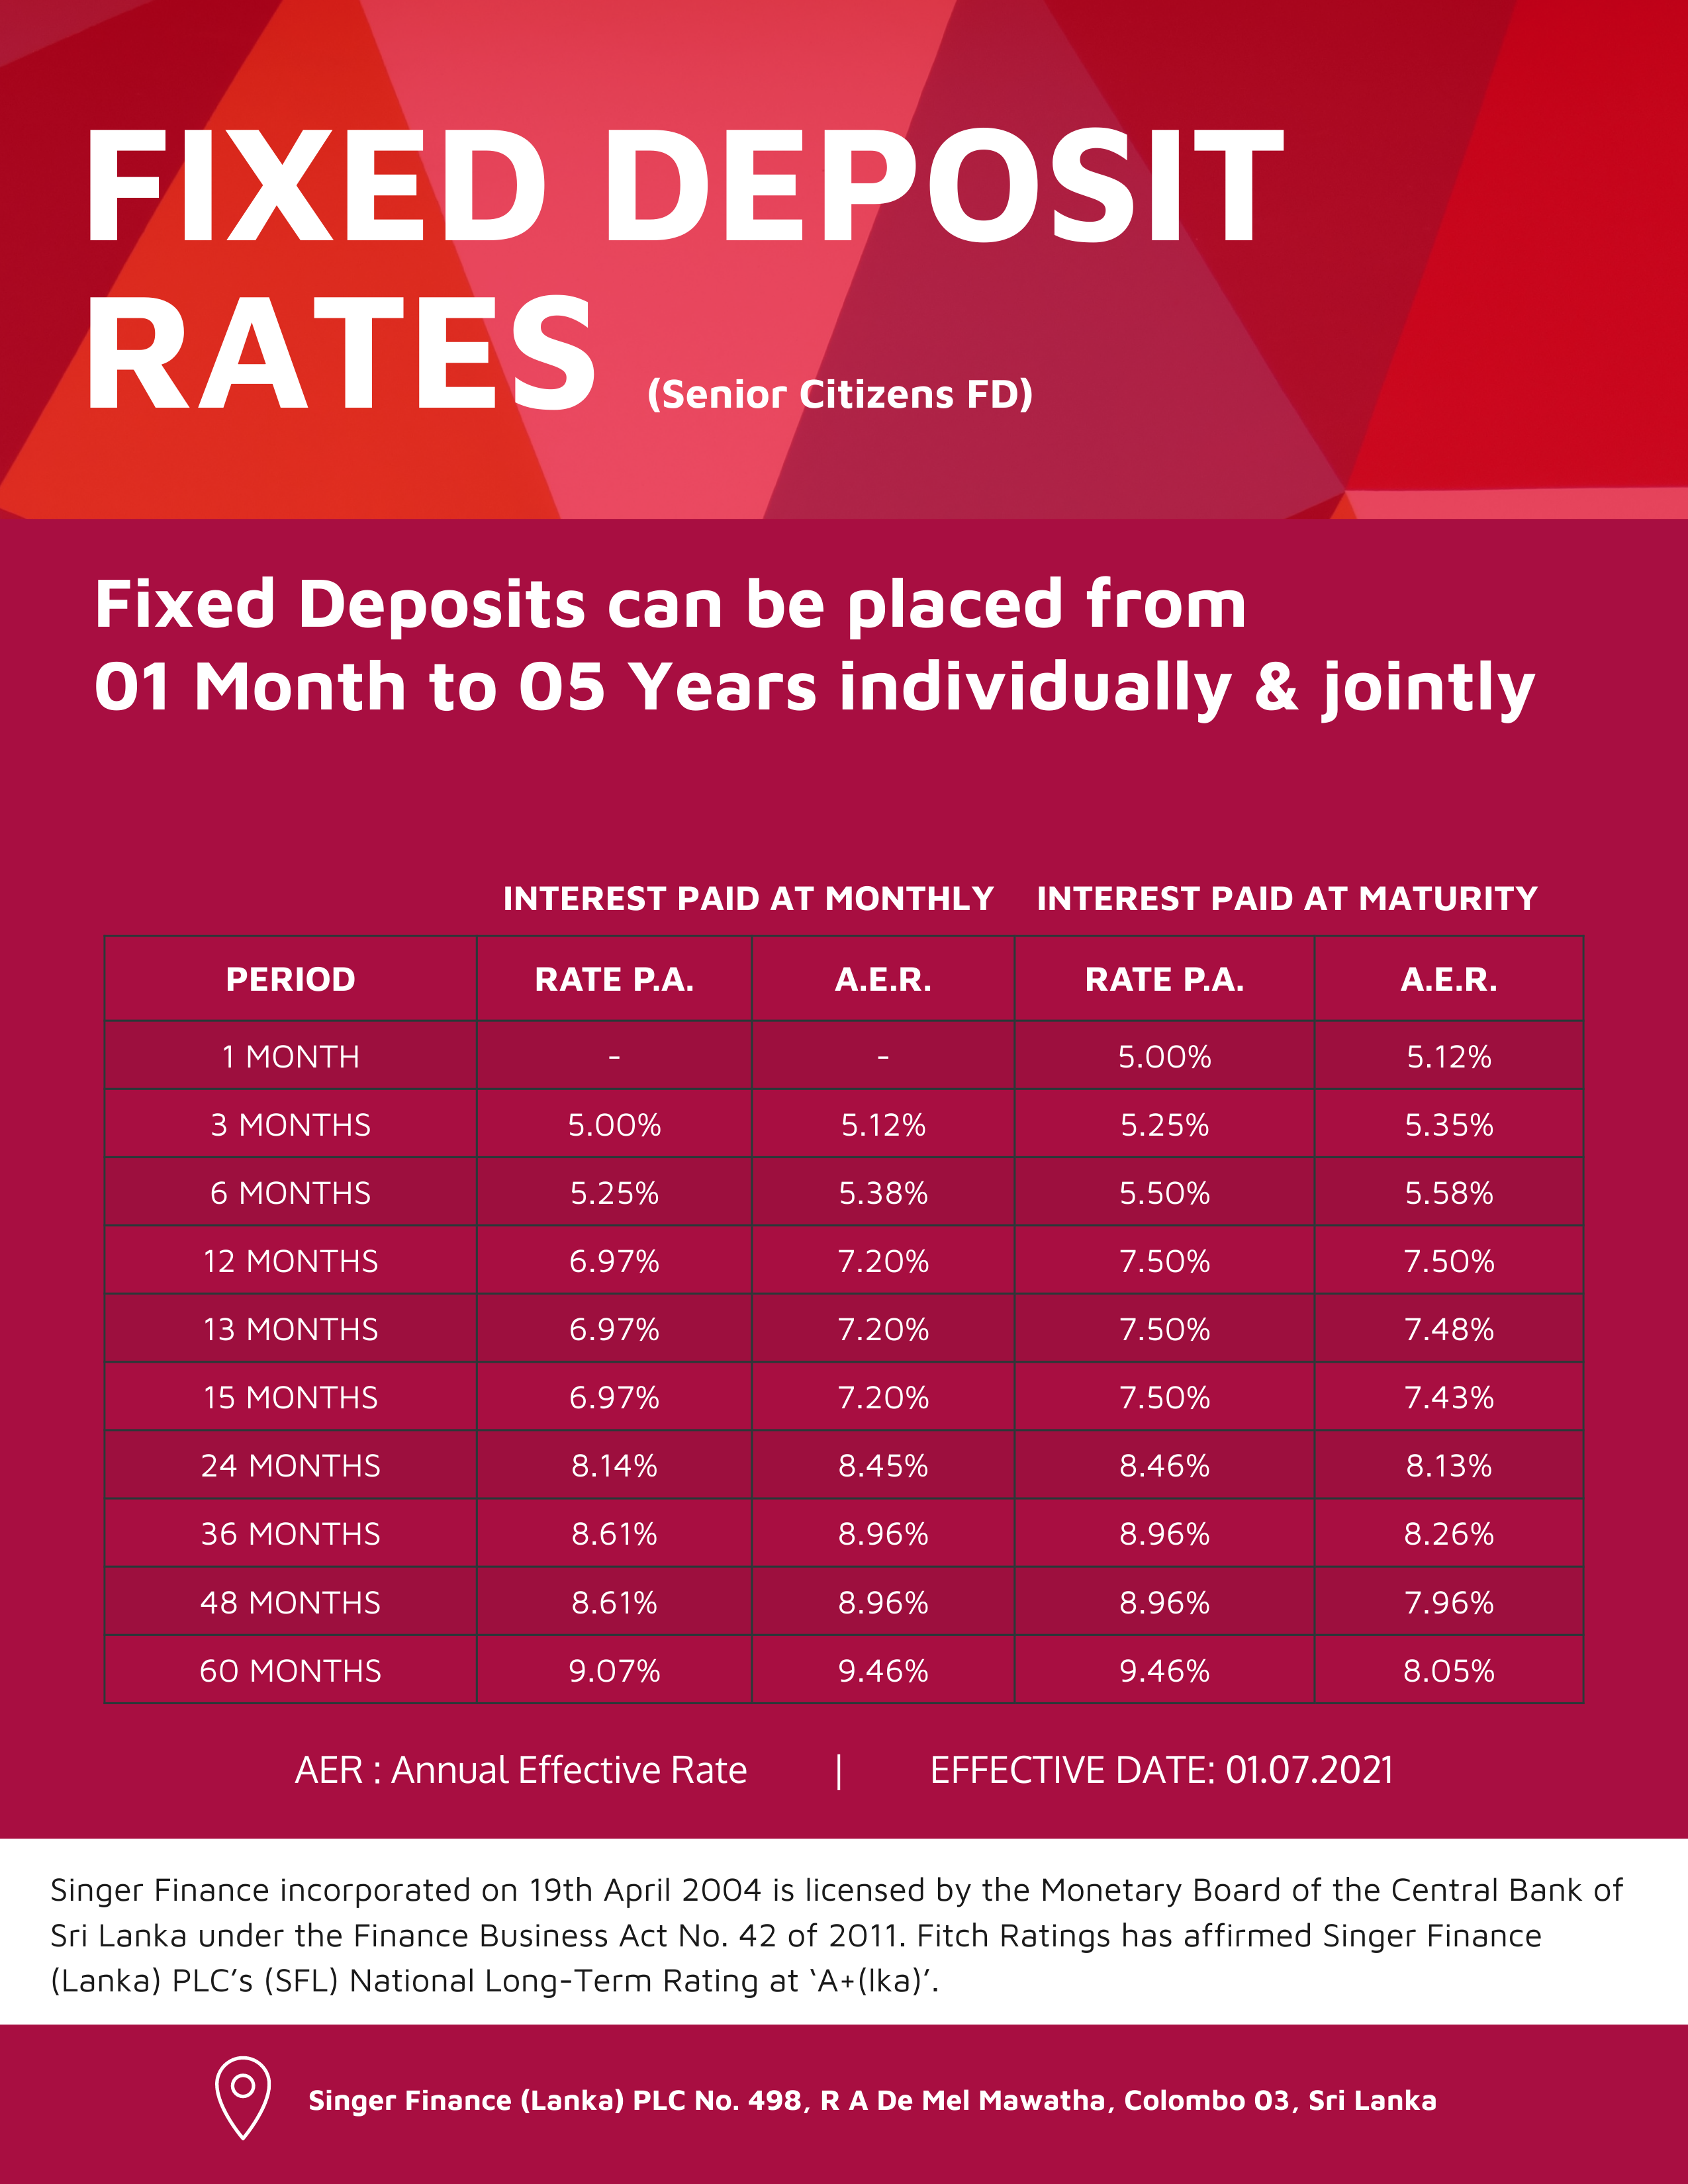 FIXED DEPOSIT
RATES (Senior Citizens FD)
Fixed Deposits can be placed from
01 Month to 05 Years individually & jointly
INTEREST PAID AT MONTHLY INTEREST PAID AT MATURITY
PERIOD RATE P.A. A.E.R. RATE P.A. A.E.R.
1 MONTH - - 5.00% 5.12%
3 MONTHS 5.00% 5.12% 5.25% 5.35%
6 MONTHS 5.25% 5.38% 5.50% 5.58%
12 MONTHS 6.97% 7.20% 7.50% 7.50%
13 MONTHS 6.97% 7.20% 7.50% 7.48%
15 MONTHS 6.97% 7.20% 7.50% 7.43%
24 MONTHS 8.14% 8.45% 8.46% 8.13%
36 MONTHS 8.61% 8.96% 8.96% 8.26%
48 MONTHS 8.61% 8.96% 8.96% 7.96%
60 MONTHS 9.07% 9.46% 9.46% 8.05%
AER : Annual Effective Rate | EFFECTIVE DATE: 01.07.2021
Singer Finance incorporated on 19th April 2004 is licensed by the Monetary Board of the Central Bank of
Sri Lanka under the Finance Business Act No. 42 of 2011. Fitch Ratings has affirmed Singer Finance
(Lanka) PLC’s (SFL) National Long-Term Rating at ‘A+(lka)’.
Singer Finance (Lanka) PLC No. 498, R A De Mel Mawatha, Colombo 03, Sri Lanka